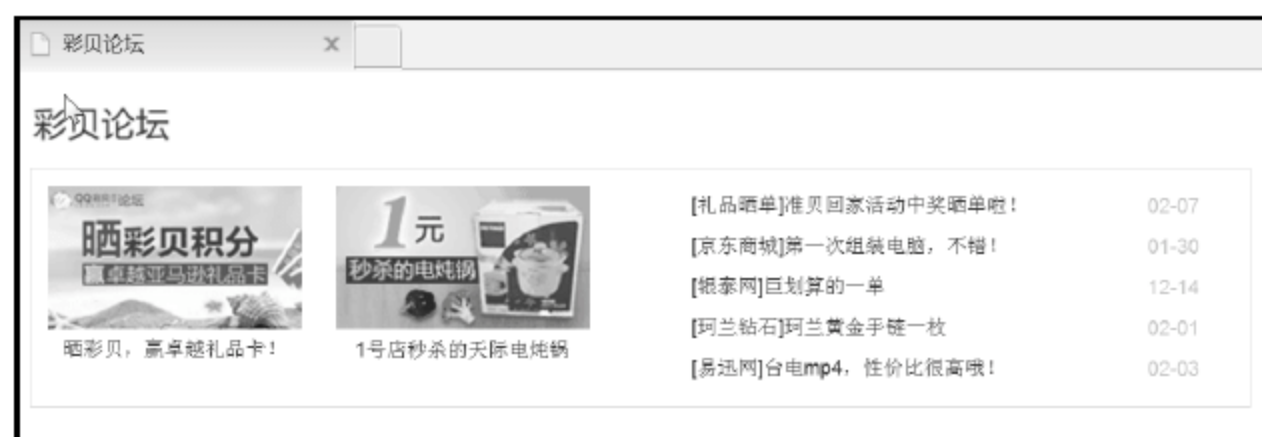 彩贝论坛
彩贝论坛
论坛
晒彩贝积分
赢卓越亚马逊礼品卡
晒彩贝，赢卓越礼品卡！
1元
秒杀的电炖锅
1号店秒杀的天际电炖锅
[礼品晒单]准贝回家活动中奖晒单啦！ 02-07
[京东商城]第一次组装电脑，不错！ 01-30
[银泰网]巨划算的一单 12-14
[珂兰钻石]珂兰黄金手链一枚 02-01
[易迅网]台电mp4，性价比很高哦！ 02-03